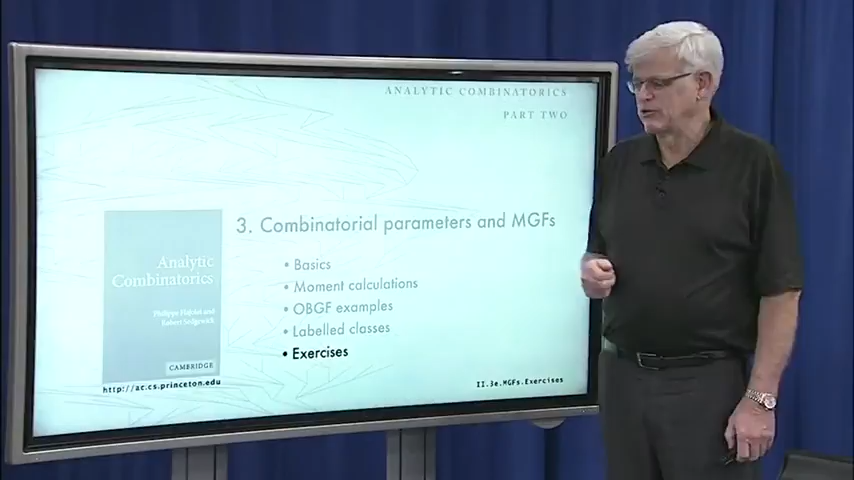 ANALYTIC COMBINATORICS
PART TWO
3. Combinatorial parameters and MGFs
Analytic
Combinatorics
Philippe Flajolet and
Robert Sedgewick
CAMBRIDGE
http://ac.cs.princeton.edu
• Basics
• Moment calculations
• OBGF examples
• Labelled classes
• Exercises
II.3e.MGFs.Exercises